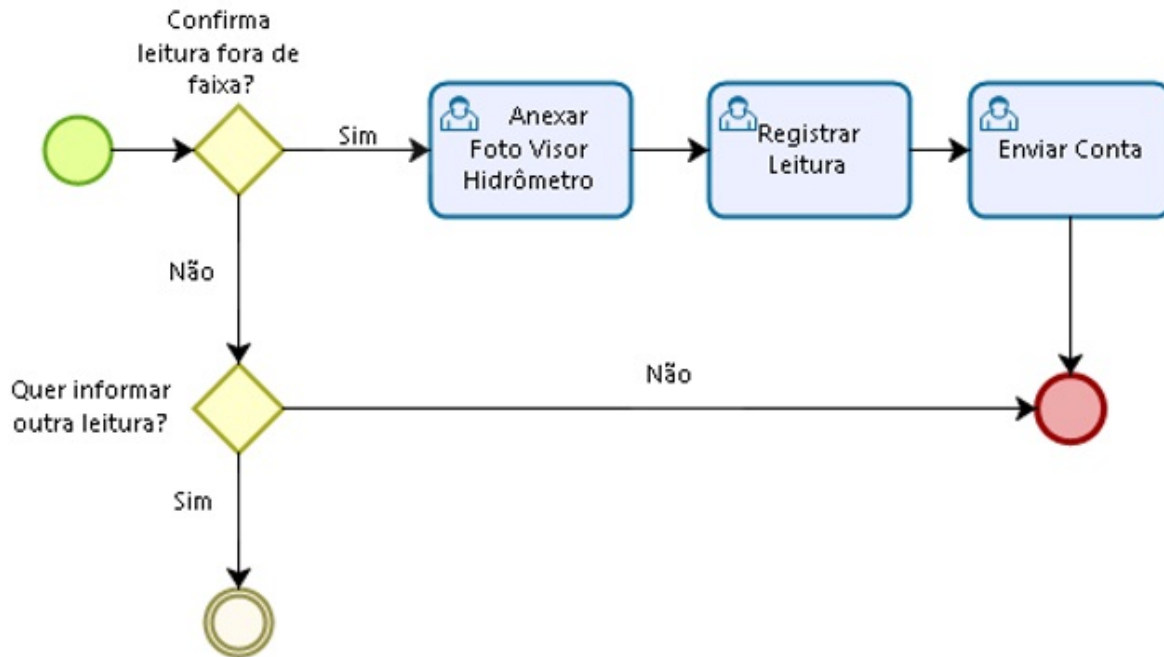 Confirma
leitura fora de
faixa?
Sim
Anexar
Foto Visor
Hidrômetro
Registrar
Leitura
Enviar Conta
Não
Quer informar
outra leitura?
Não
Sim